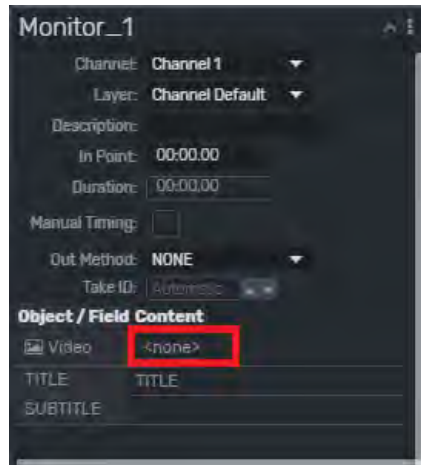 Monitor_1
Channel: Channel 1
Layer: Channel Default
Description:
In Point: 00:00.00
Duration: 00:00.00
Manual Timing:
Out Method: NONE
Take ID: Automatic
Object / Field Content
Video <none>
TITLE TITLE
SUBTITLE